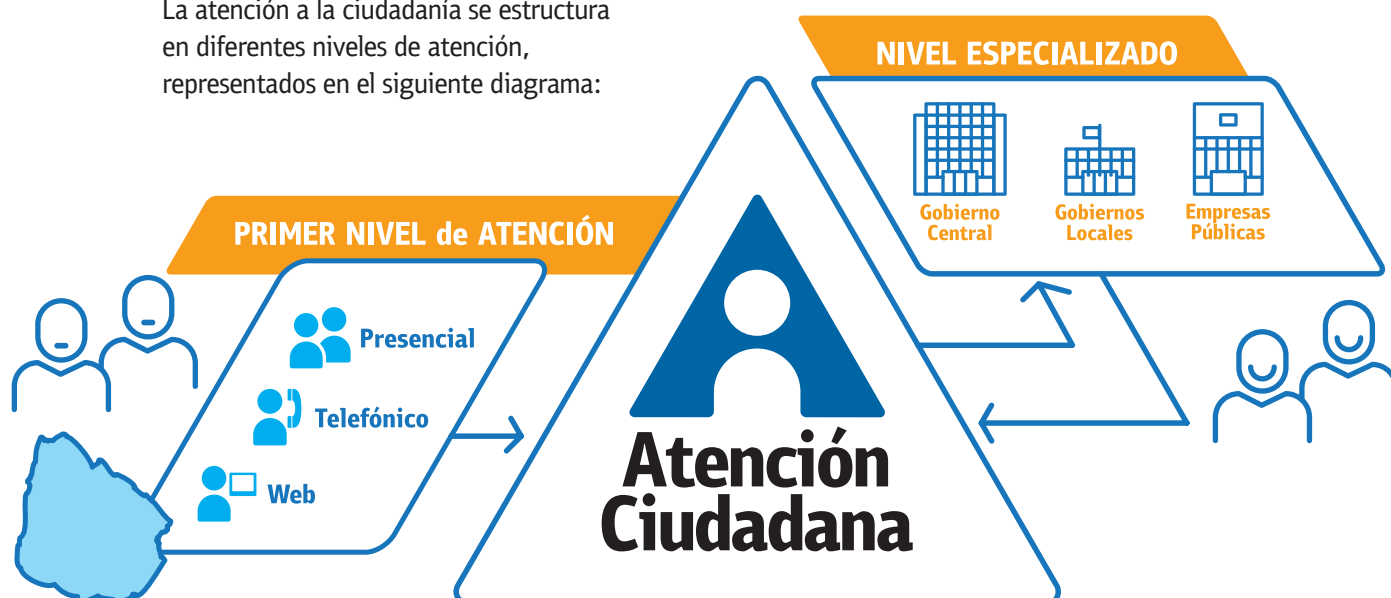 La atención a la ciudadanía se estructura
en diferentes niveles de atención,
representados en el siguiente diagrama:
NIVEL ESPECIALIZADO
Gobierno
Central
Gobiernos
Locales
Empresas
Públicas
PRIMER NIVEL de ATENCIÓN
Presencial
Telefónico
Web
Atención
Ciudadana